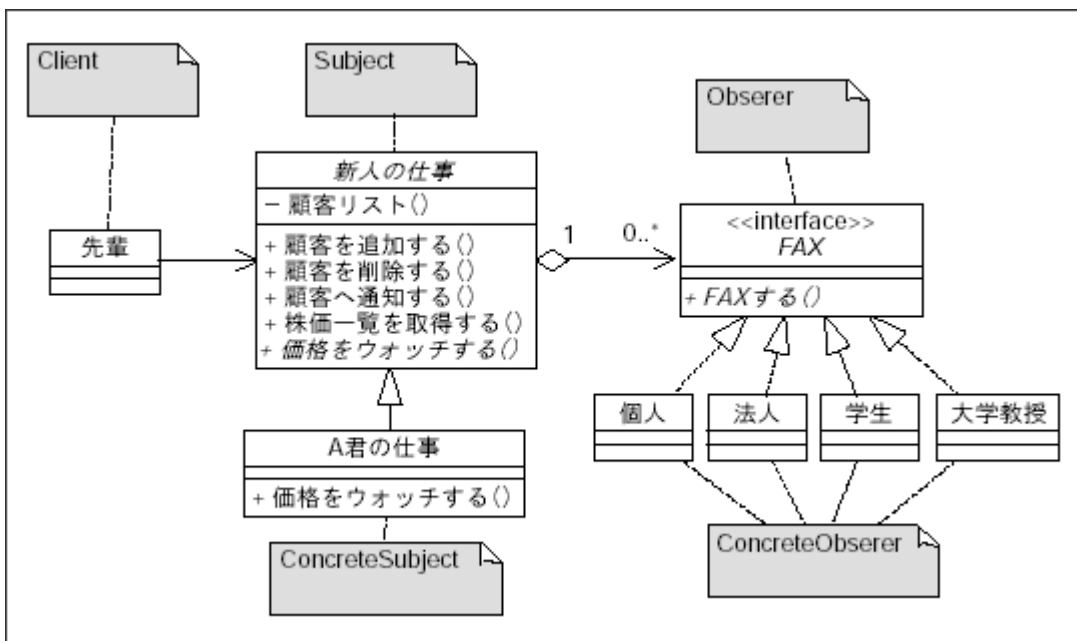 Client
Subject
Obserer
新人の仕事
− 顧客リスト()
+ 顧客を追加する()
+ 顧客を削除する()
+ 顧客へ通知する()
+ 株価一覧を取得する()
+ 価格をウォッチする()
先輩
1
0..*
<<interface>>
FAX
+ FAXする()
個人
法人
学生
大学教授
A君の仕事
+ 価格をウォッチする()
ConcreteSubject
ConcreteObserer